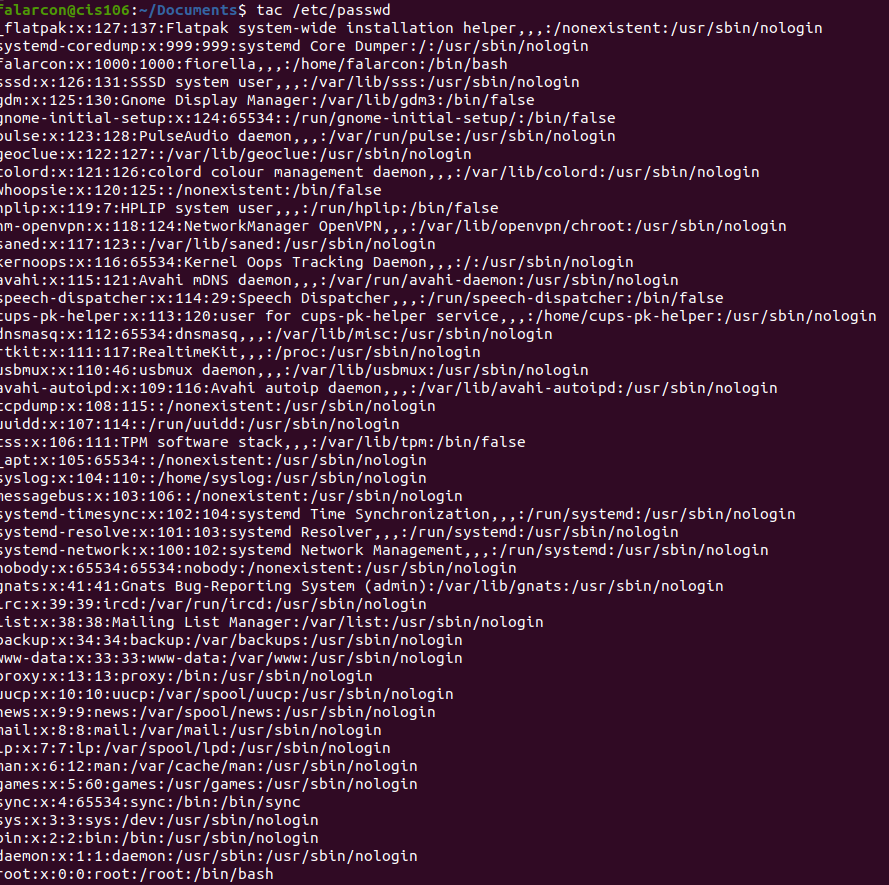 falarcon@cis106:~/Documents$ tac /etc/passwd
_flatpak:x:127:137:Flatpak system-wide installation helper,,,:/nonexistent:/usr/sbin/nologin
systemd-coredump:x:999:999:systemd Core Dumper:/:/usr/sbin/nologin
falarcon:x:1000:1000:fiorella,,,:/home/falarcon:/bin/bash
sssd:x:126:131:SSSD system user,,,:/var/lib/sss:/usr/sbin/nologin
gdm:x:125:130:Gnome Display Manager:/var/lib/gdm3:/bin/false
gnome-initial-setup:x:124:65534::/run/gnome-initial-setup/:/bin/false
pulse:x:123:128:PulseAudio daemon,,,:/var/run/pulse:/usr/sbin/nologin
geoclue:x:122:127::/var/lib/geoclue:/usr/sbin/nologin
colord:x:121:126:colord colour management daemon,,,:/var/lib/colord:/usr/sbin/nologin
whoopsie:x:120:125::/nonexistent:/bin/false
hplip:x:119:7:HPLIP system user,,,:/run/hplip:/bin/false
nm-openvpn:x:118:124:NetworkManager OpenVPN,,,:/var/lib/openvpn/chroot:/usr/sbin/nologin
saned:x:117:123::/var/lib/saned:/usr/sbin/nologin
kernoops:x:116:65534:Kernel Oops Tracking Daemon,,,:/:/usr/sbin/nologin
avahi:x:115:121:Avahi mDNS daemon,,,:/var/run/avahi-daemon:/usr/sbin/nologin
speech-dispatcher:x:114:29:Speech Dispatcher,,,:/run/speech-dispatcher:/bin/false
cups-pk-helper:x:113:120:user for cups-pk-helper service,,,:/home/cups-pk-helper:/usr/sbin/nologin
dnsmasq:x:112:65534:dnsmasq,,,:/var/lib/misc:/usr/sbin/nologin
rtkit:x:111:117:RealtimeKit,,,:/proc:/usr/sbin/nologin
usbmux:x:110:46:usbmux daemon,,,:/var/lib/usbmux:/usr/sbin/nologin
avahi-autoipd:x:109:116:Avahi autoip daemon,,,:/var/lib/avahi-autoipd:/usr/sbin/nologin
tcpdump:x:108:115::/nonexistent:/usr/sbin/nologin
uuidd:x:107:114::/run/uuidd:/usr/sbin/nologin
tss:x:106:111:TPM software stack,,,:/var/lib/tpm:/bin/false
_apt:x:105:65534::/nonexistent:/usr/sbin/nologin
syslog:x:104:110::/home/syslog:/usr/sbin/nologin
messagebus:x:103:106::/nonexistent:/usr/sbin/nologin
systemd-timesync:x:102:104:systemd Time Synchronization,,,:/run/systemd:/usr/sbin/nologin
systemd-resolve:x:101:103:systemd Resolver,,,:/run/systemd:/usr/sbin/nologin
systemd-network:x:100:102:systemd Network Management,,,:/run/systemd:/usr/sbin/nologin
nobody:x:65534:65534:nobody:/nonexistent:/usr/sbin/nologin
gnats:x:41:41:Gnats Bug-Reporting System (admin):/var/lib/gnats:/usr/sbin/nologin
irc:x:39:39:ircd:/var/run/ircd:/usr/sbin/nologin
list:x:38:38:Mailing List Manager:/var/list:/usr/sbin/nologin
backup:x:34:34:backup:/var/backups:/usr/sbin/nologin
www-data:x:33:33:www-data:/var/www:/usr/sbin/nologin
proxy:x:13:13:proxy:/bin:/usr/sbin/nologin
uucp:x:10:10:uucp:/var/spool/uucp:/usr/sbin/nologin
news:x:9:9:news:/var/spool/news:/usr/sbin/nologin
mail:x:8:8:mail:/var/mail:/usr/sbin/nologin
lp:x:7:7:lp:/var/spool/lpd:/usr/sbin/nologin
man:x:6:12:man:/var/cache/man:/usr/sbin/nologin
games:x:5:60:games:/usr/games:/usr/sbin/nologin
sync:x:4:65534:sync:/bin:/bin/sync
sys:x:3:3:sys:/dev:/usr/sbin/nologin
bin:x:2:2:bin:/bin:/usr/sbin/nologin
daemon:x:1:1:daemon:/usr/sbin:/usr/sbin/nologin
root:x:0:0:root:/root:/bin/bash